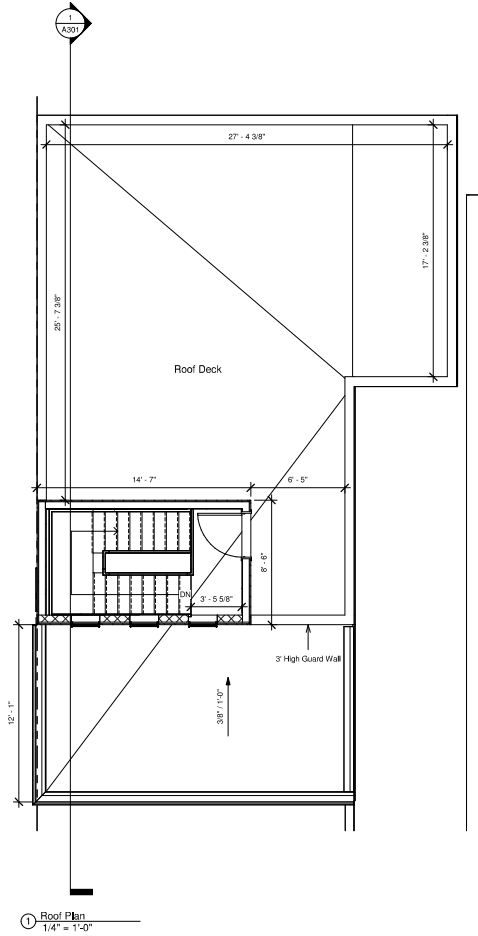 1
A301
27' - 4 3/8"
17' - 2 3/8"
25' - 7 3/8"
Roof Deck
14' - 7"
6' - 5"
8' - 6"
DN
3' - 5 5/8"
3' High Guard Wall
12' - 1"
3/8" / 1'-0"
1
Roof Plan
1/4" = 1'-0"